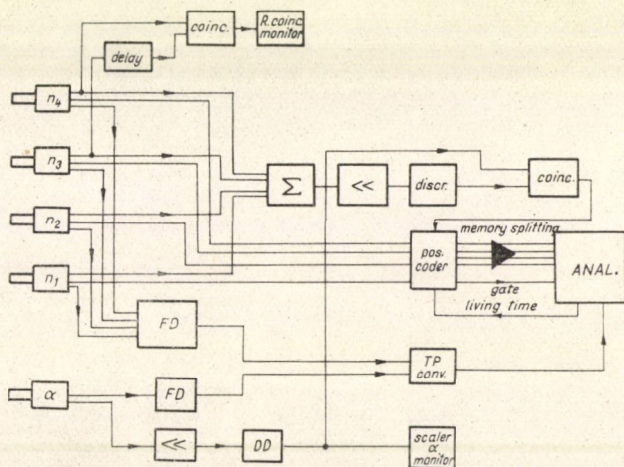 coinc.
R. coinc.
monitor
delay
n4
n3
n2
n1
Σ
<<
discr.
coinc.
memory splitting
pos.
coder
ANAL.
gate
living time
FD
TP
conv.
α
FD
<<
DD
scaler
α
monitor